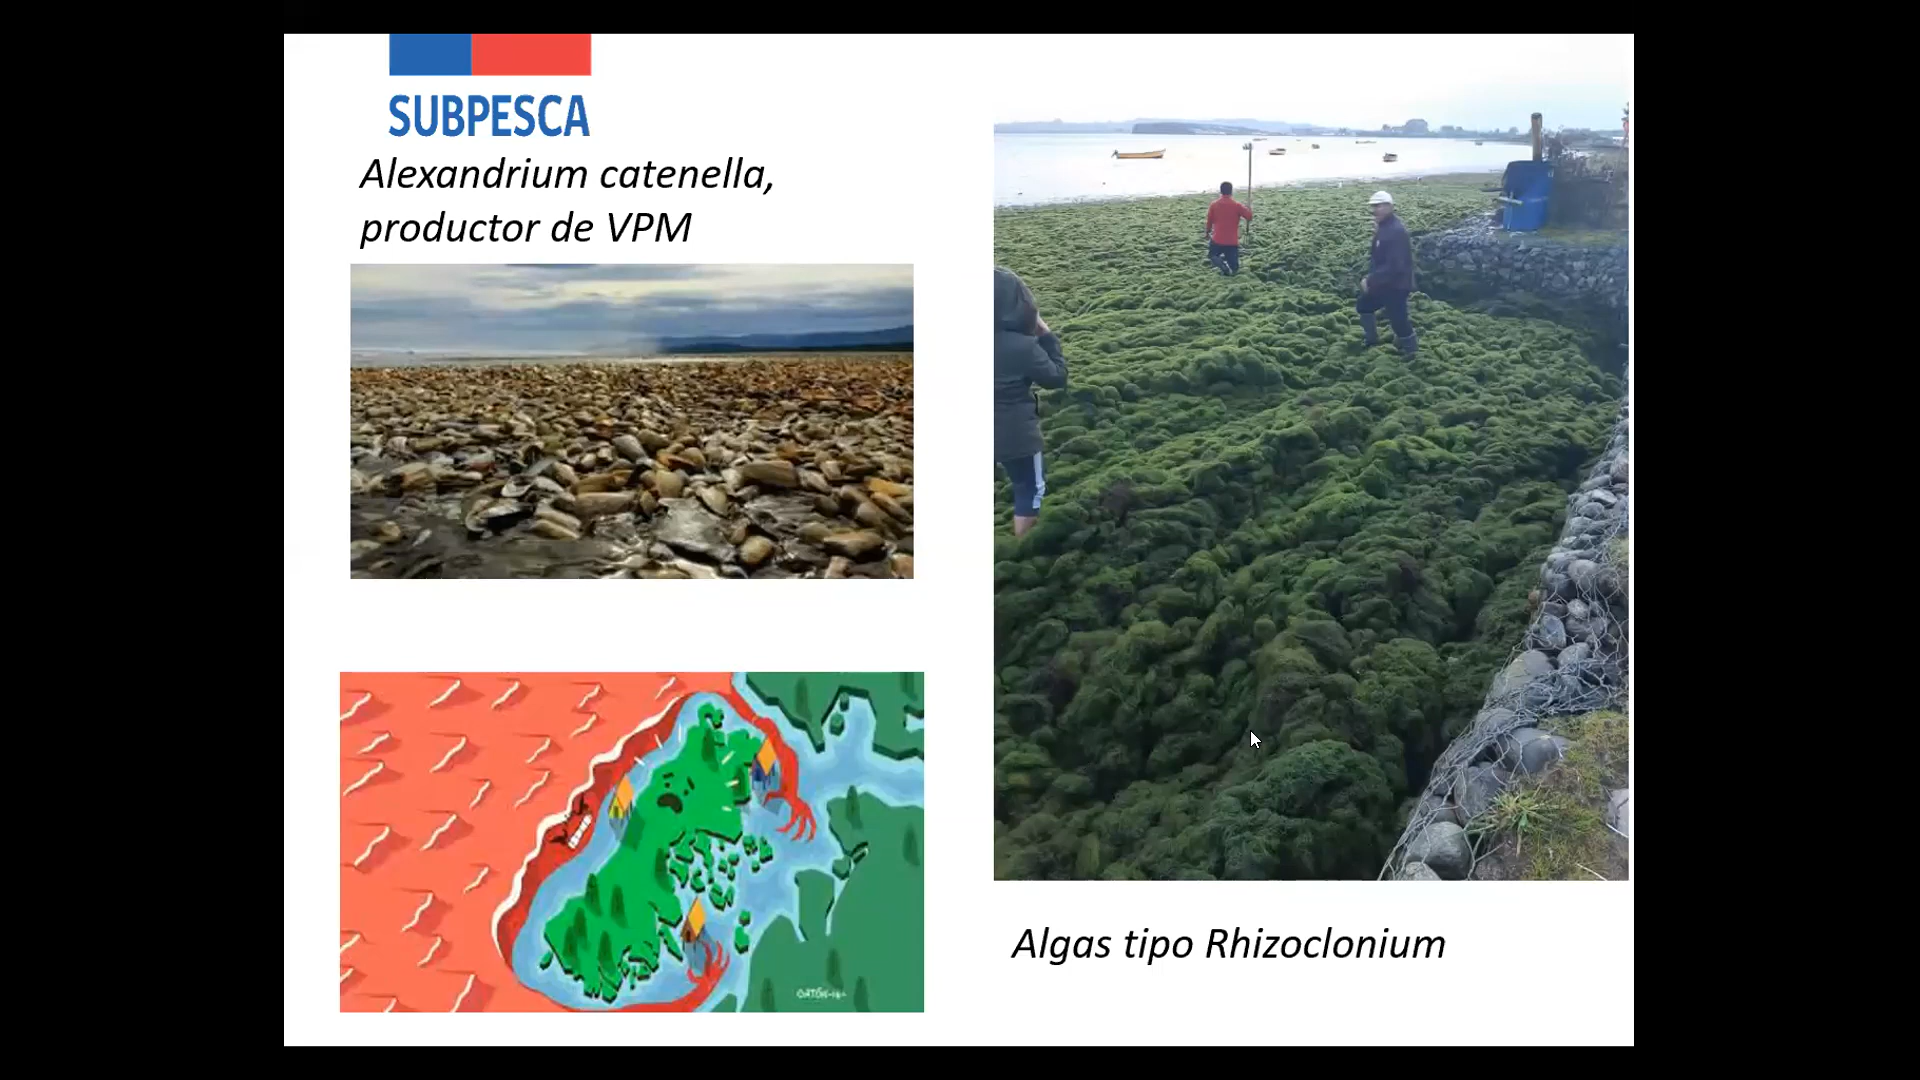 SUBPESCA
Alexandrium catenella,
productor de VPM
Algas tipo Rhizoclonium